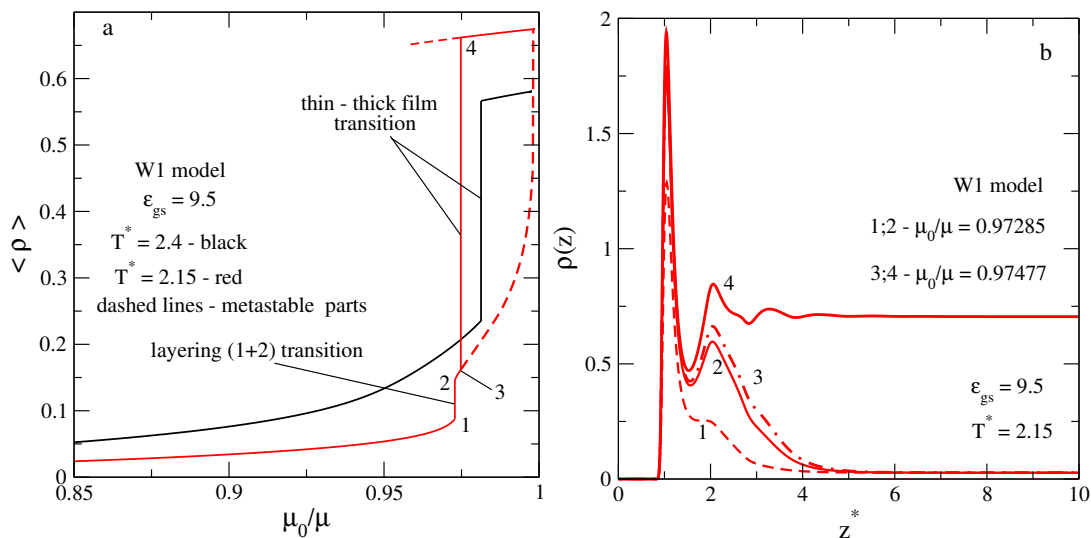 a
4
0.6
thin - thick film
transition
0.5
W1 model
ε_gs = 9.5
0.4
T* = 2.4 - black
0.3
T* = 2.15 - red
dashed lines - metastable parts
0.2
layering (1+2) transition
2
3
0.1
1
0
0.85
0.9
0.95
1
< ρ >
μ₀/μ
b
2
1.5
W1 model
1;2 - μ₀/μ = 0.97285
1
3;4 - μ₀/μ = 0.97477
4
0.5
2
3
ε_gs = 9.5
1
T* = 2.15
0
0
2
4
6
8
10
ρ(z)
z*